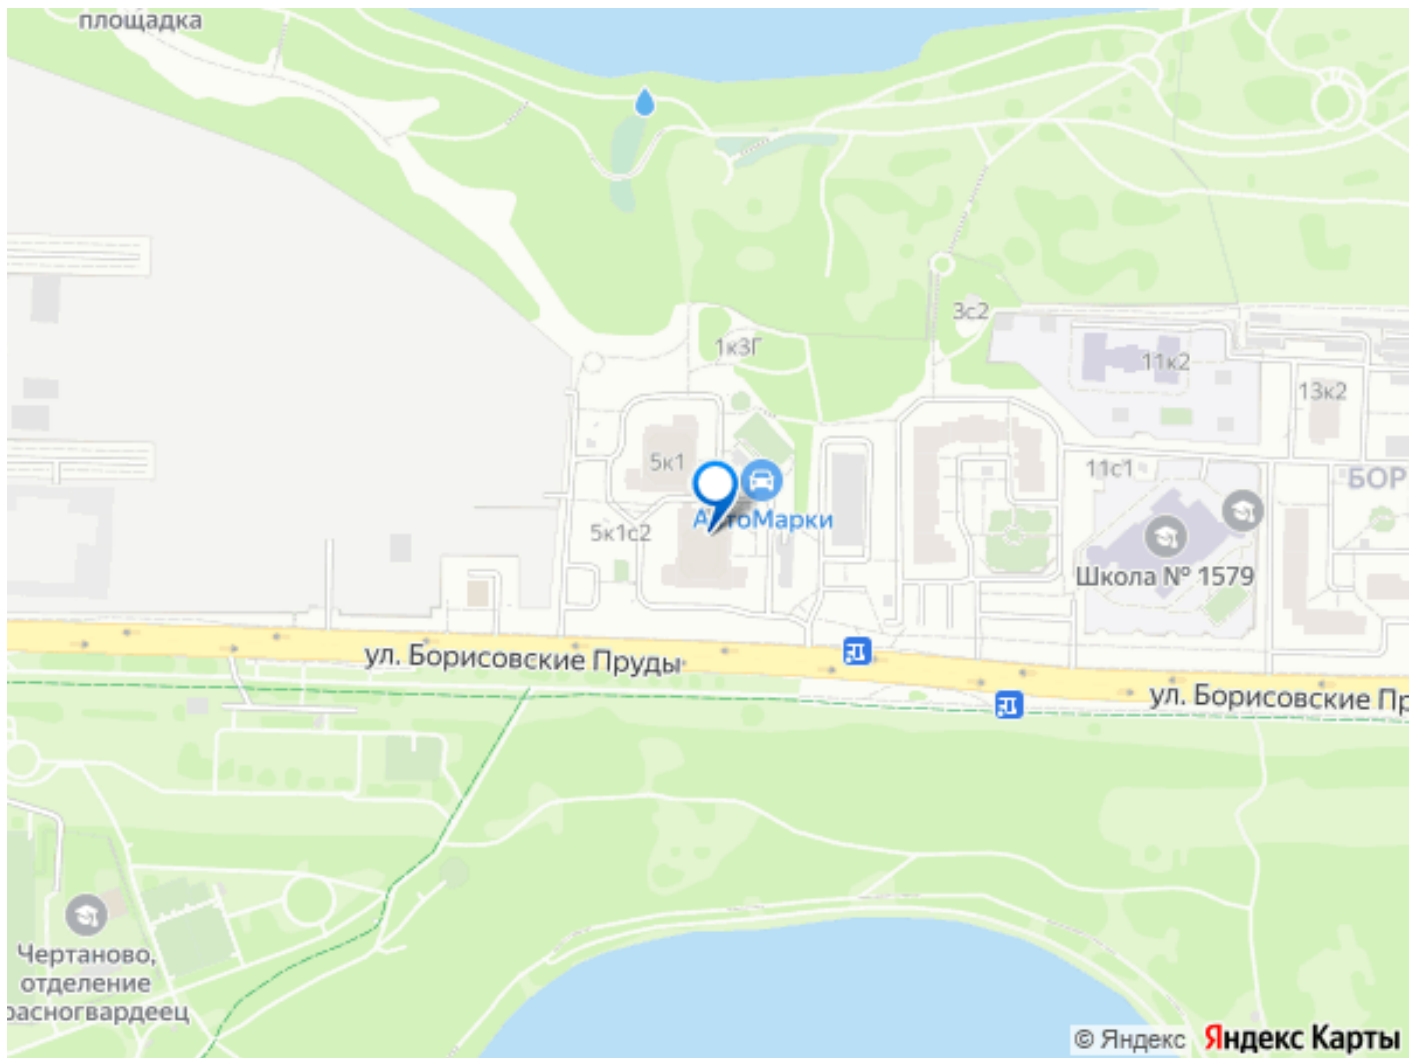 площадка
3с2
1к3Г
11к2
13к2
5к1
11с1
БОР
АвтоМарки
5к1с2
Школа № 1579
ул. Борисовские Пруды
ул. Борисовские Пр
Чертаново,
отделение
расногвардеец
© Яндекс Яндекс Карты